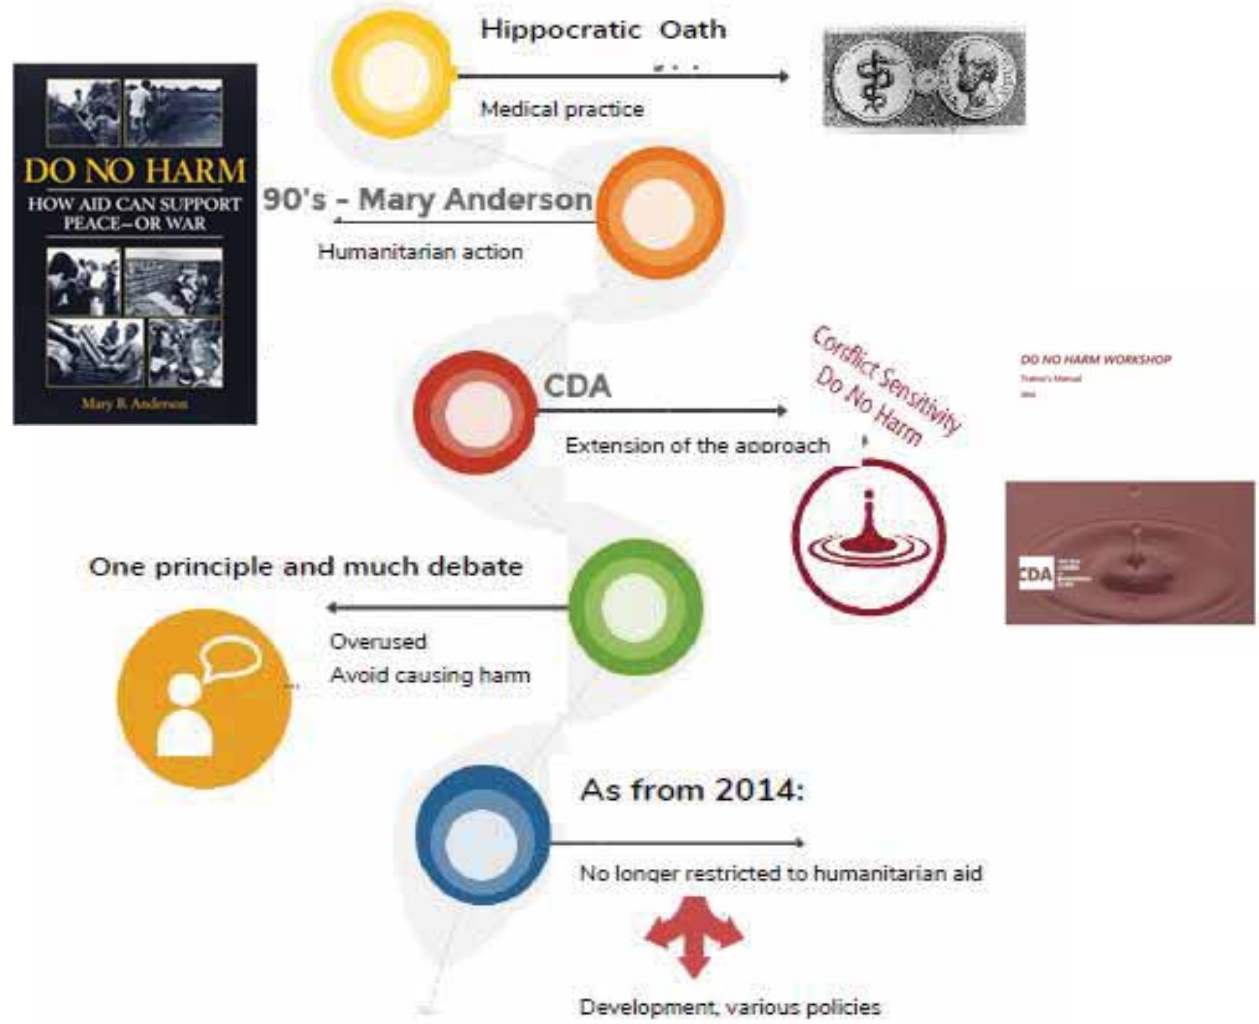 Hippocratic Oath
Medical practice
DO NO HARM
HOW AID CAN SUPPORT
PEACE—OR WAR
Mary B. Anderson
90's - Mary Anderson
Humanitarian action
CDA
Extension of the approach
Conflict Sensitivity
Do No Harm
DO NO HARM WORKSHOP
Trainer's Manual
CDA
One principle and much debate
Overused
Avoid causing harm
...
As from 2014:
No longer restricted to humanitarian aid
Development, various policies